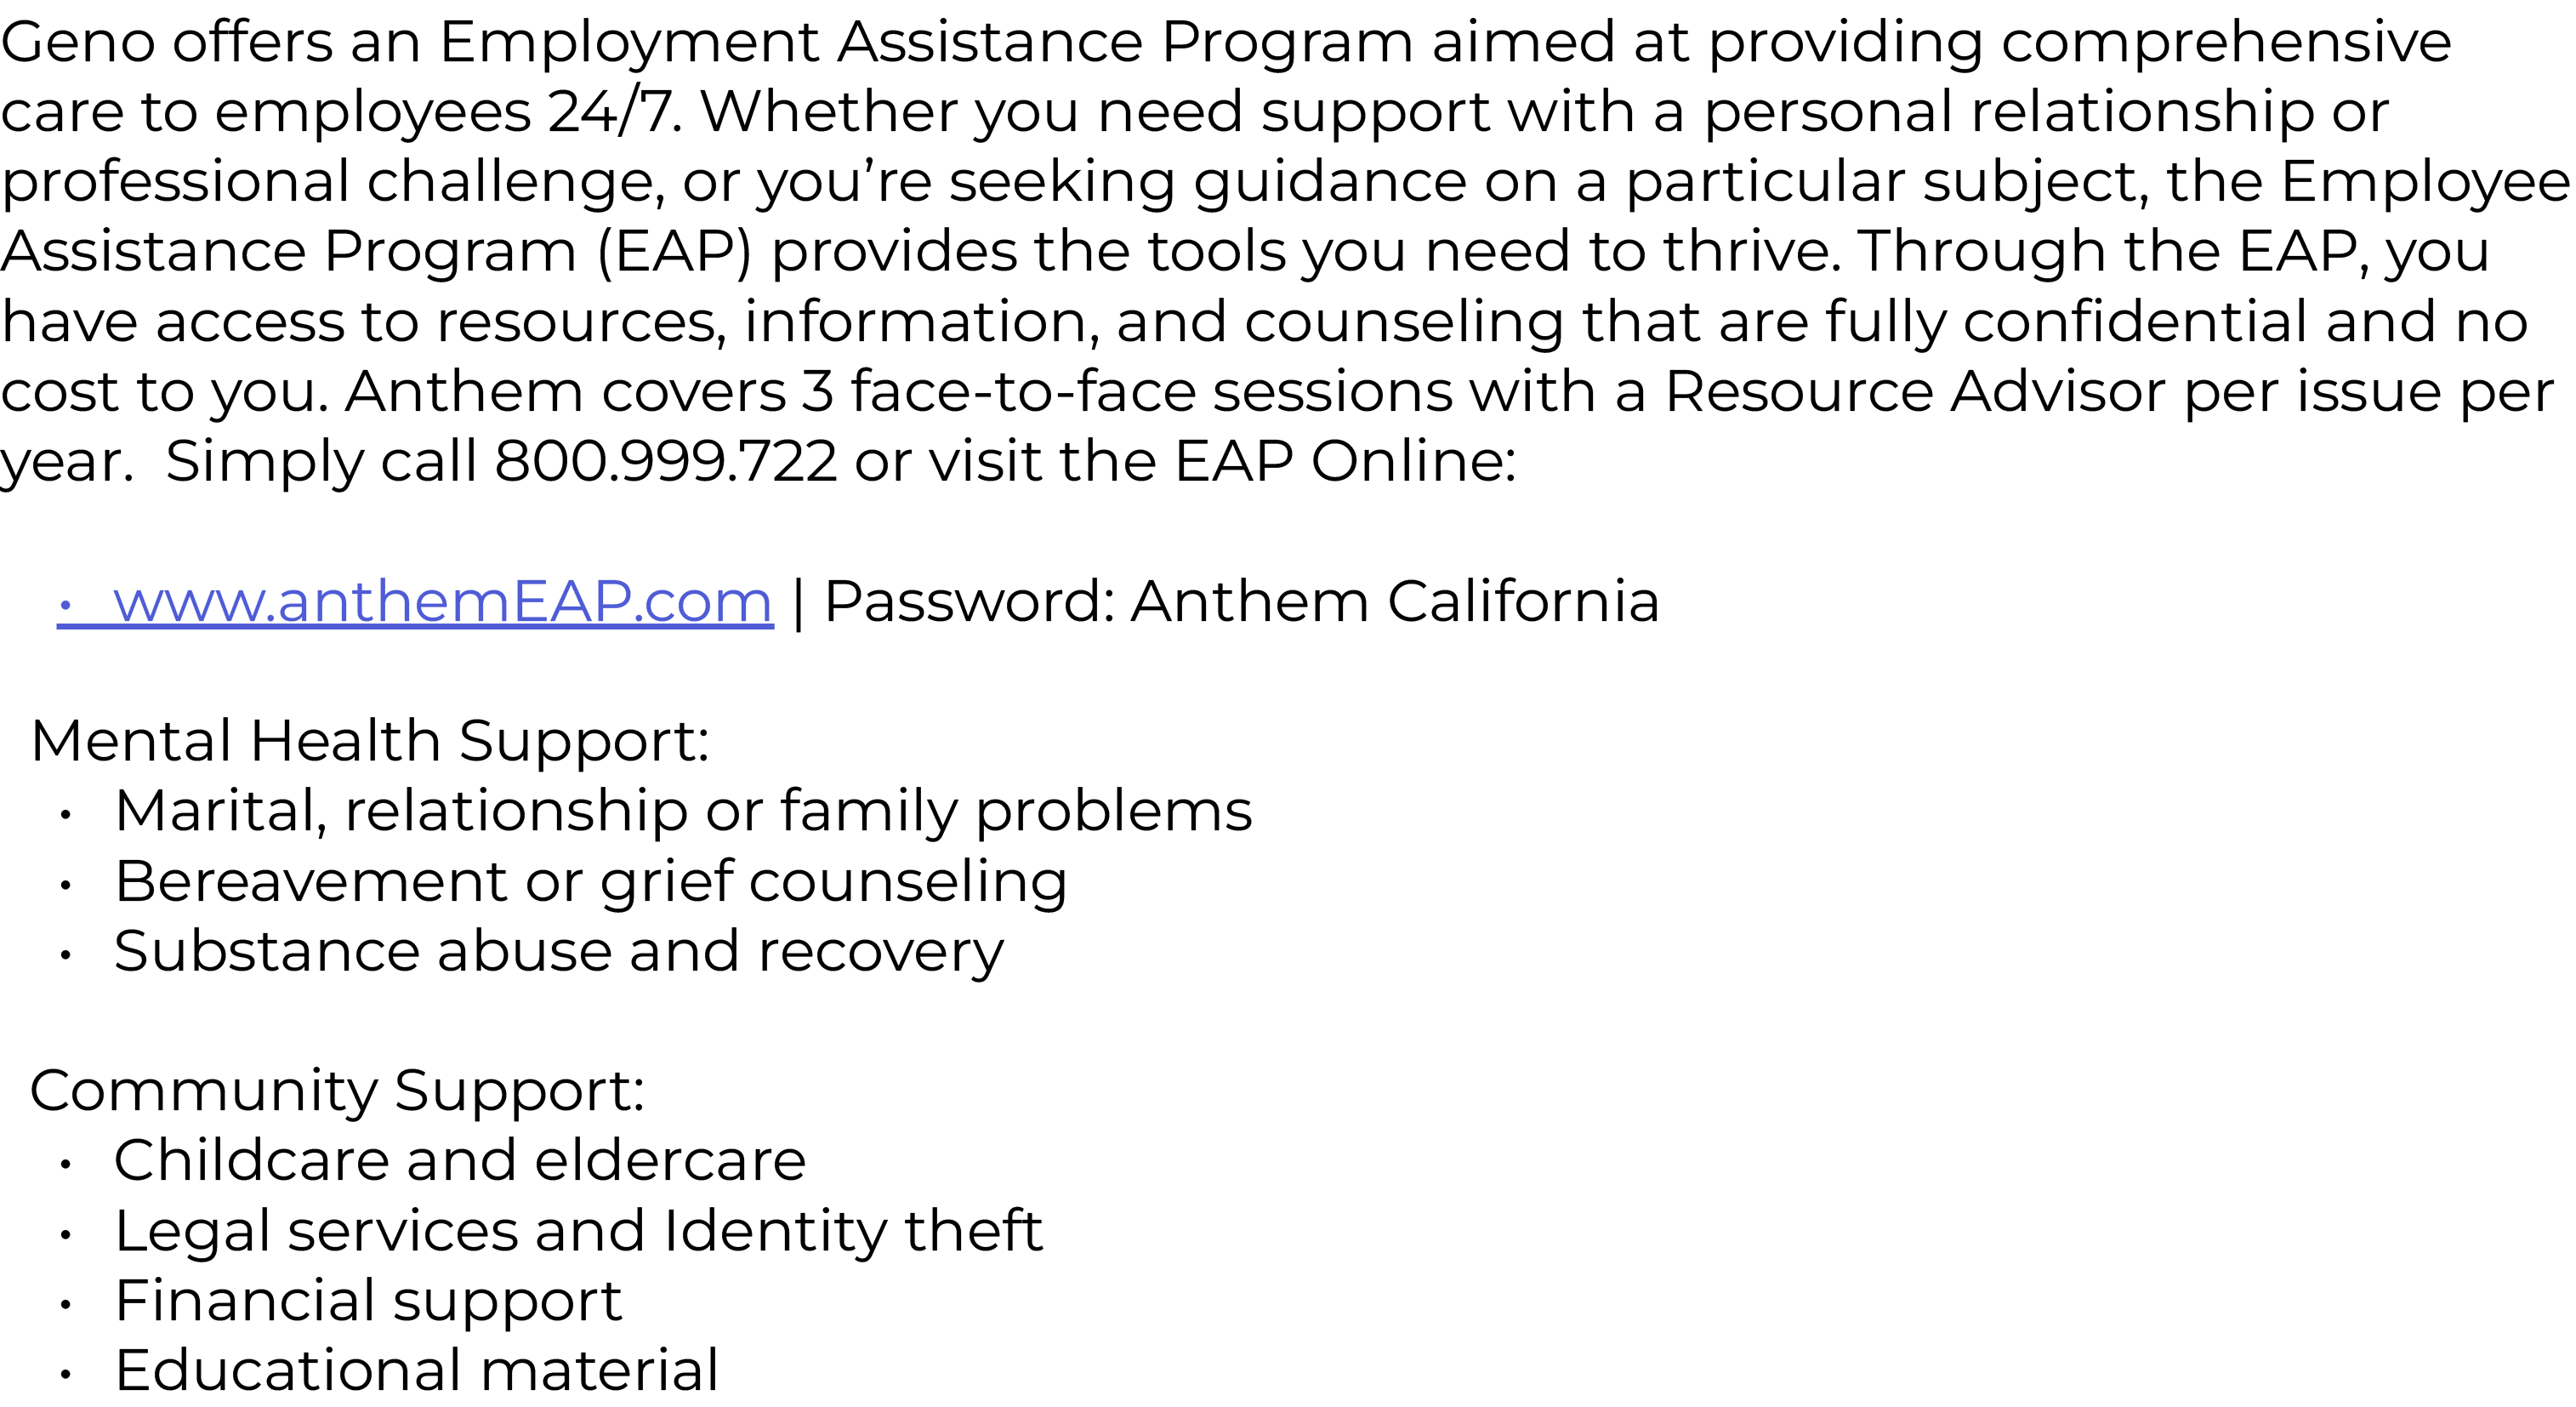 Geno offers an Employment Assistance Program aimed at providing comprehensive
care to employees 24/7. Whether you need support with a personal relationship or
professional challenge, or you’re seeking guidance on a particular subject, the Employee
Assistance Program (EAP) provides the tools you need to thrive. Through the EAP, you
have access to resources, information, and counseling that are fully confidential and no
cost to you. Anthem covers 3 face-to-face sessions with a Resource Advisor per issue per
year.  Simply call 800.999.722 or visit the EAP Online:
• www.anthemEAP.com | Password: Anthem California
Mental Health Support:
• Marital, relationship or family problems
• Bereavement or grief counseling
• Substance abuse and recovery
Community Support:
• Childcare and eldercare
• Legal services and Identity theft
• Financial support
• Educational material